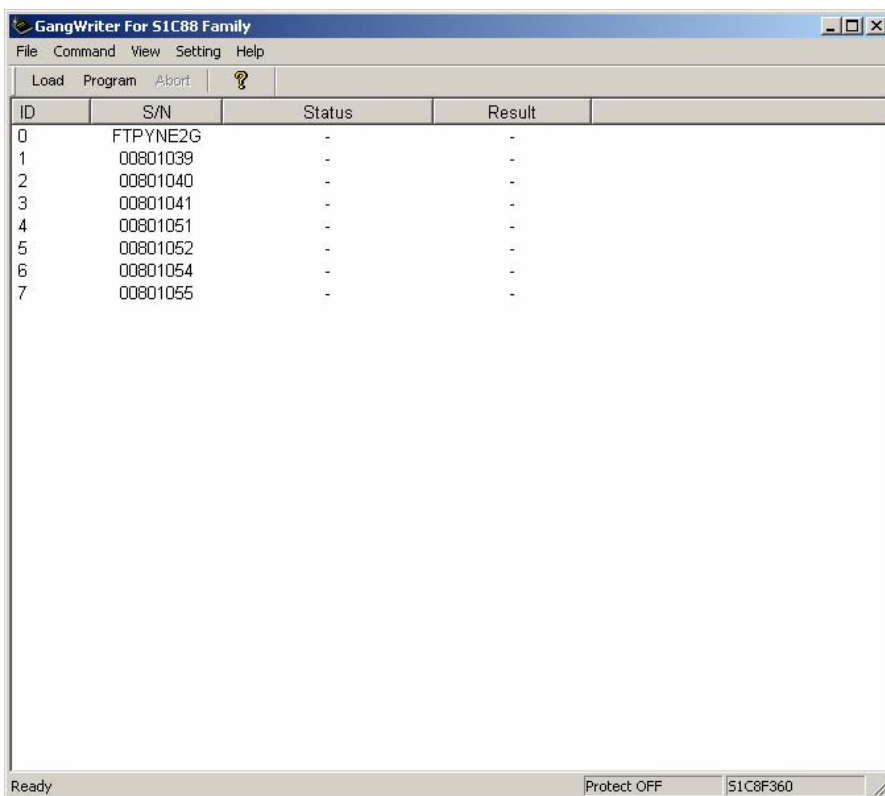 GangWriter For S1C88 Family
File Command View Setting Help
Load Program Abort ?
ID S/N Status Result
0 FTPYNE2G - -
1 00801039 - -
2 00801040 - -
3 00801041 - -
4 00801051 - -
5 00801052 - -
6 00801054 - -
7 00801055 - -
Ready Protect OFF S1C8F360